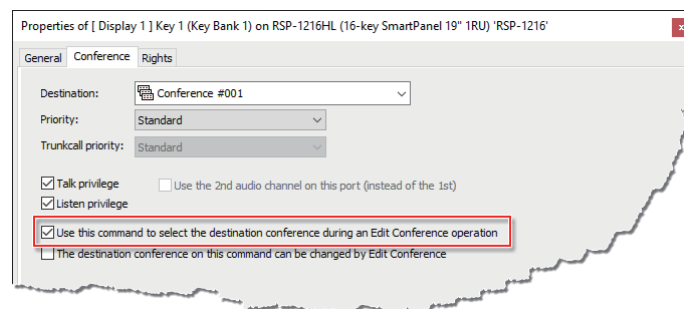 Properties of [ Display 1 ] Key 1 (Key Bank 1) on RSP-1216HL (16-key SmartPanel 19" 1RU) 'RSP-1216'
General Conference Rights
Destination: Conference #001
Priority: Standard
Trunkcall priority: Standard
Talk privilege Use the 2nd audio channel on this port (instead of the 1st)
Listen privilege
Use this command to select the destination conference during an Edit Conference operation
The destination conference on this command can be changed by Edit Conference